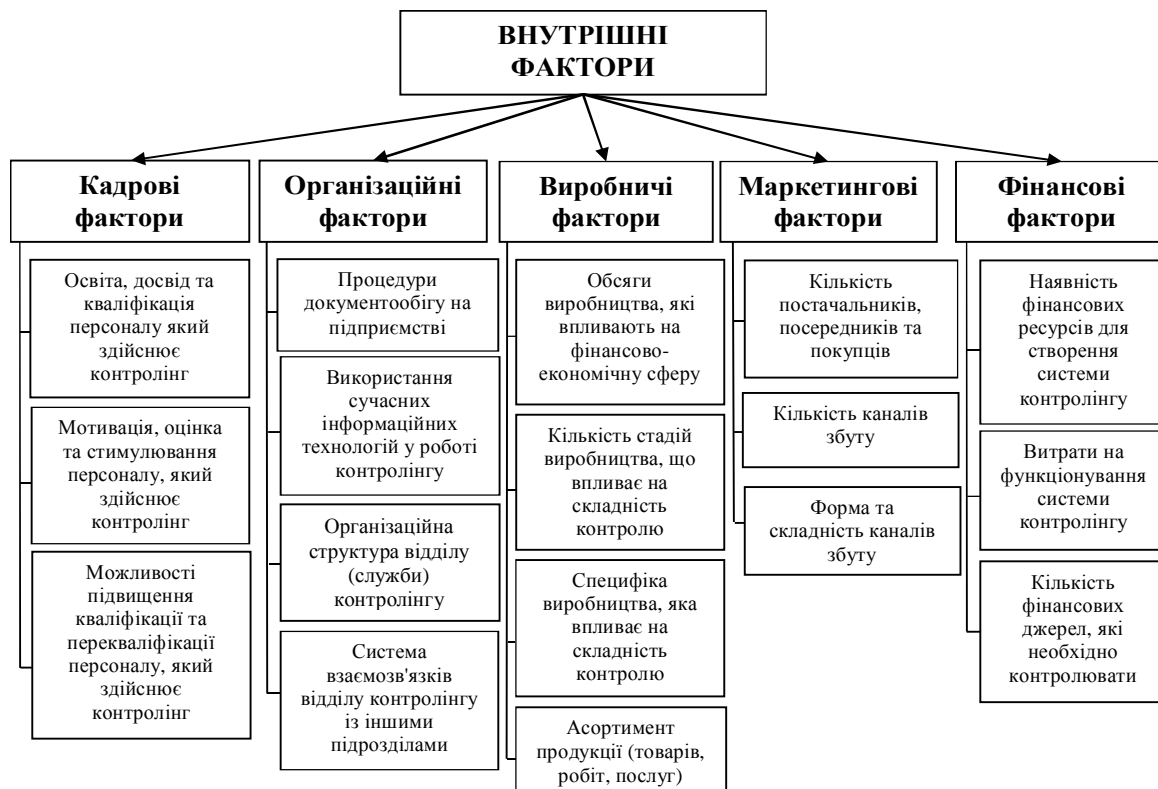 ВНУТРІШНІ
ФАКТОРИ
Кадрові
фактори
Освіта, досвід та
кваліфікація
персоналу який
здійснює
контролінг
Мотивація, оцінка
та стимулювання
персоналу, який
здійснює
контролінг
Можливості
підвищення
кваліфікації та
перекваліфікації
персоналу, який
здійснює
контролінг
Організаційні
фактори
Процедури
документообігу на
підприємстві
Використання
сучасних
інформаційних
технологій у роботі
контролінгу
Організаційна
структура відділу
(служби)
контролінгу
Система
взаємозв'язків
відділу контролінгу
із іншими
підрозділами
Виробничі
фактори
Обсяги
виробництва, які
впливають на
фінансово-
економічну сферу
Кількість стадій
виробництва, що
впливає на
складність
контролю
Специфіка
виробництва, яка
впливає на
складність
контролю
Асортимент
продукції (товарів,
робіт, послуг)
Маркетингові
фактори
Кількість
постачальників,
посередників та
покупців
Кількість каналів
збуту
Форма та
складність каналів
збуту
Фінансові
фактори
Наявність
фінансових
ресурсів для
створення
системи
контролінгу
Витрати на
функціонування
системи
контролінгу
Кількість
фінансових
джерел, які
необхідно
контролювати